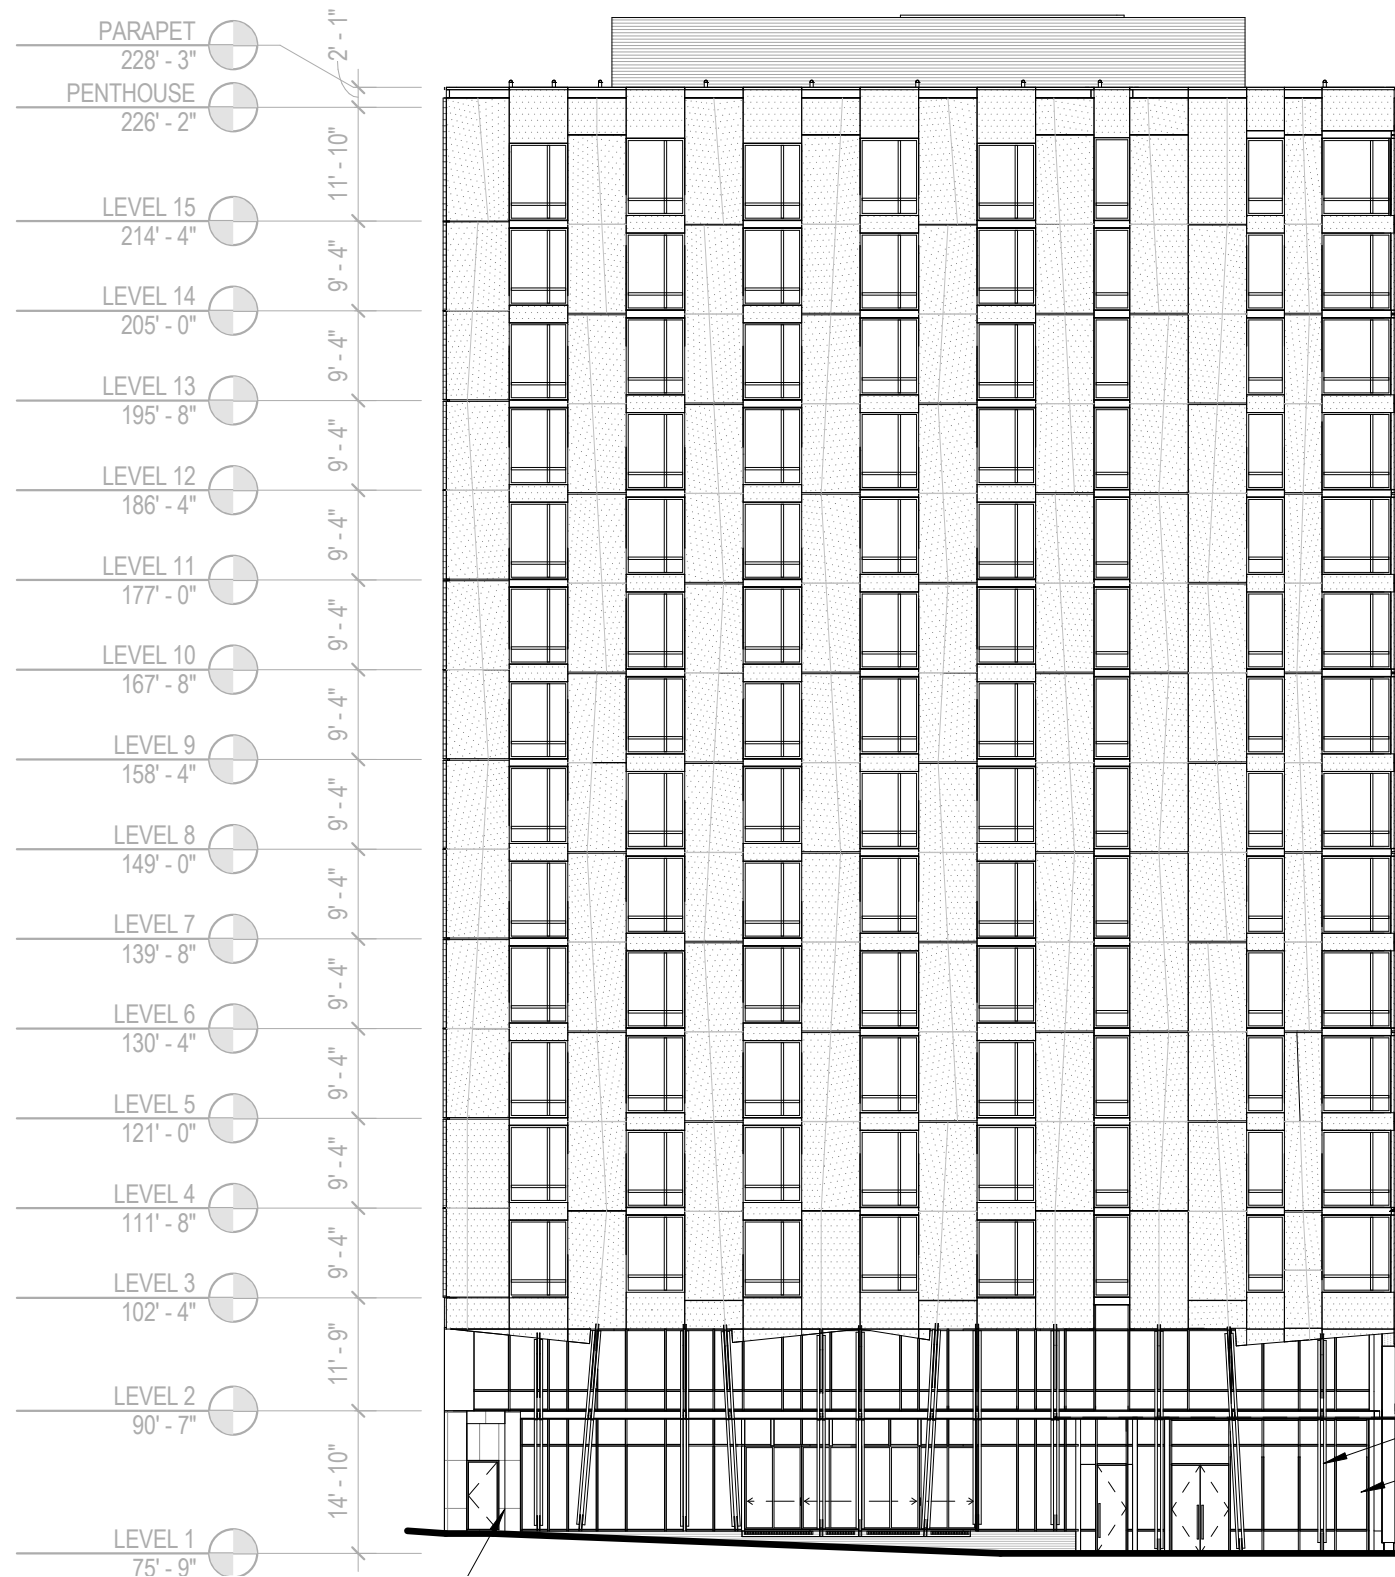 PARAPET
228' - 3"
2' - 1"
PENTHOUSE
226' - 2"
11' - 10"
LEVEL 15
214' - 4"
9' - 4"
LEVEL 14
205' - 0"
9' - 4"
LEVEL 13
195' - 8"
9' - 4"
LEVEL 12
186' - 4"
9' - 4"
LEVEL 11
177' - 0"
9' - 4"
LEVEL 10
167' - 8"
9' - 4"
LEVEL 9
158' - 4"
9' - 4"
LEVEL 8
149' - 0"
9' - 4"
LEVEL 7
139' - 8"
9' - 4"
LEVEL 6
130' - 4"
9' - 4"
LEVEL 5
121' - 0"
9' - 4"
LEVEL 4
111' - 8"
9' - 4"
LEVEL 3
102' - 4"
11' - 9"
LEVEL 2
90' - 7"
14' - 10"
LEVEL 1
75' - 9"